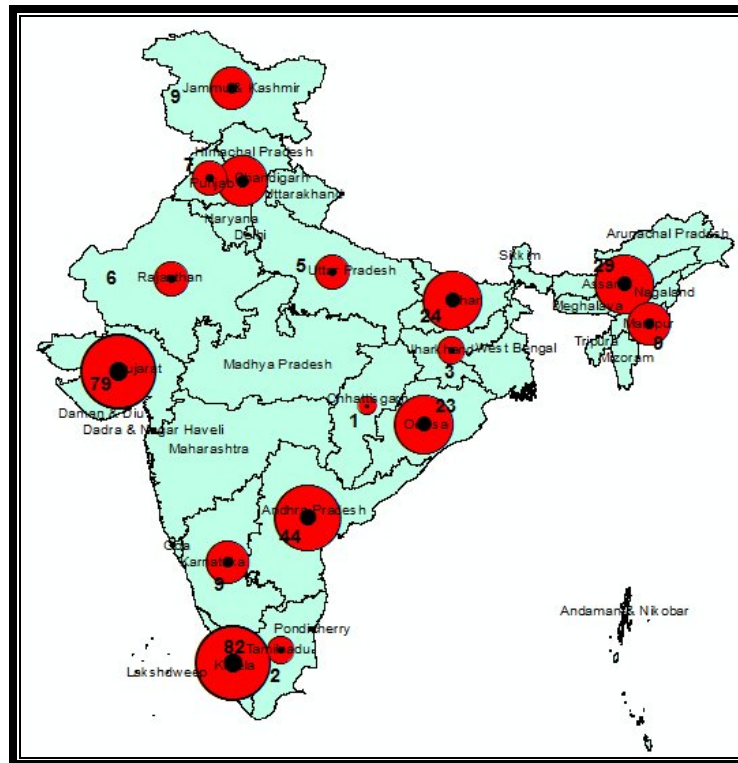 9
Jammu & Kashmir
Himachal Pradesh
7
Punjab
Chandigarh
Uttarakhand
Haryana
Delhi
6
Rajasthan
5
Uttar Pradesh
Sikkim
Arunachal Pradesh
29
Assam
Nagaland
Meghalaya
Manipur
8
Tripura
Mizoram
Bihar
24
Jharkhand
West Bengal
3
Gujarat
79
Madhya Pradesh
Chhattisgarh
1
23
Orissa
Daman & Diu
Dadra & Nagar Haveli
Maharashtra
Andhra Pradesh
44
Goa
Karnataka
9
Andaman & Nikobar
Pondicherry
82
Tamilnadu
Kerala
Lakshdweep
2